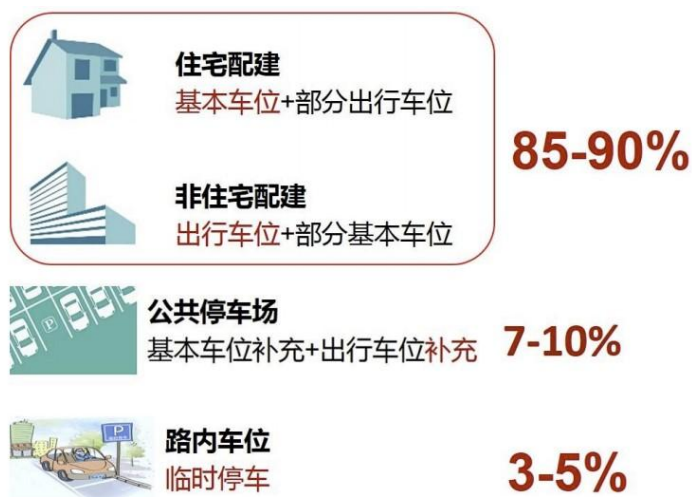 住宅配建
基本车位+部分出行车位
85-90%
非住宅配建
出行车位+部分基本车位
P
公共停车场
基本车位补充+出行车位补充
7-10%
P
路内车位
临时停车
3-5%